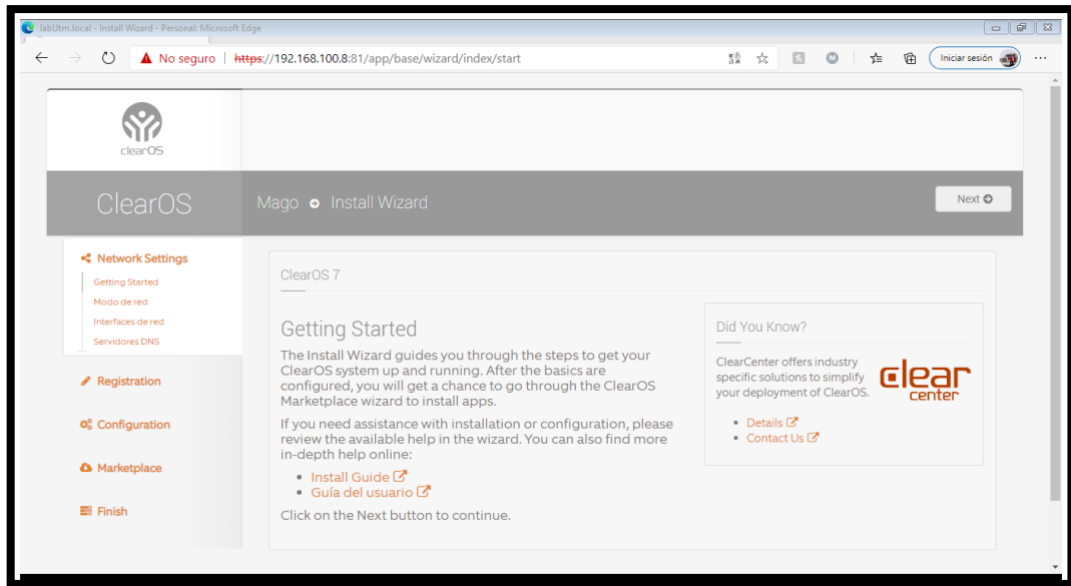 labUtm.local - Install Wizard - Personal: Microsoft Edge
No seguro | https://192.168.100.8:81/app/base/wizard/index/start
Iniciar sesión
clearOS
ClearOS
Mago Install Wizard
Next
Network Settings
Getting Started
Modo de red
Interfaces de red
Servidores DNS
Registration
Configuration
Marketplace
Finish
ClearOS 7
Getting Started
The Install Wizard guides you through the steps to get your
ClearOS system up and running. After the basics are
configured, you will get a chance to go through the ClearOS
Marketplace wizard to install apps.
If you need assistance with installation or configuration, please
review the available help in the wizard. You can also find more
in-depth help online:
• Install Guide
• Guía del usuario
Click on the Next button to continue.
Did You Know?
ClearCenter offers industry
specific solutions to simplify
your deployment of ClearOS.
clear
center
• Details
• Contact Us